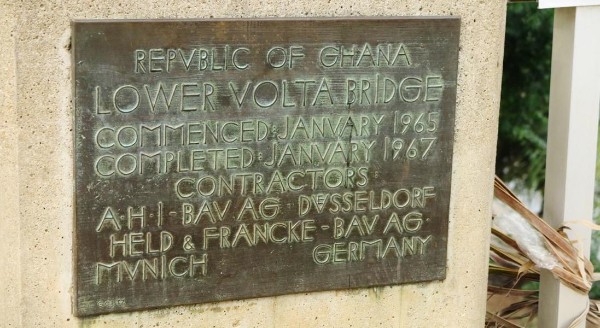 REPVBLIC OF GHANA
LOWER VOLTA BRIDGE
COMMENCED: JANVARY 1965
COMPLETED: JANVARY 1967
CONTRACTORS
A·H·I-BAV AG· DVSSELDORF
HELD & FRANCKE-BAV AG·
MVNICH GERMANY